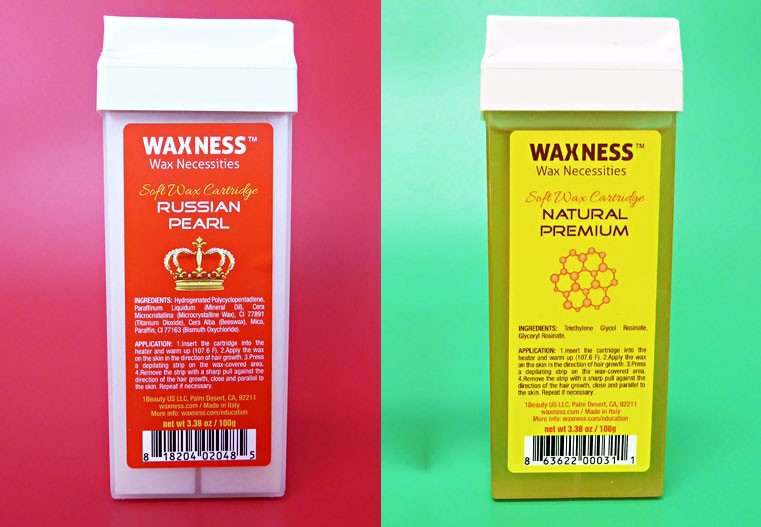 WAXNESS™
Wax Necessities
Soft Wax Cartridge
RUSSIAN
PEARL
INGREDIENTS: Hydrogenated Polycyclopentadiene,
Paraffinum Liquidum (Mineral Oil), Cera
Microcristallina (Microcrystalline Wax), CI 77891
(Titanium Dioxide), Cera Alba (Beeswax), Mica,
Paraffin, CI 77163 (Bismuth Oxychloride).
APPLICATION: 1.Insert the cartridge into the
heater and warm up (107.6 F). 2.Apply the wax
on the skin in the direction of hair growth. 3.Press
a depilating strip on the wax-covered area.
4.Remove the strip with a sharp pull against the
direction of the hair growth, close and parallel to
the skin. Repeat if necessary.
1Beauty US LLC, Palm Desert, CA, 92211
waxness.com / Made in Italy
More info: waxness.com/education
net wt 3.38 oz / 100g
8 18204 02048 5
WAXNESS™
Wax Necessities
Soft Wax Cartridge
NATURAL
PREMIUM
INGREDIENTS: Triethylene Glycol Rosinate,
Glyceryl Rosinate.
APPLICATION: 1.Insert the cartridge into the
heater and warm up (107.6 F). 2.Apply the wax
on the skin in the direction of hair growth. 3.Press
a depilating strip on the wax-covered area.
4.Remove the strip with a sharp pull against the
direction of the hair growth, close and parallel to
the skin. Repeat if necessary.
1Beauty US LLC, Palm Desert, CA, 92211
waxness.com / Made in Italy
More info: waxness.com/education
net wt 3.38 oz / 100g
8 63622 00031 1